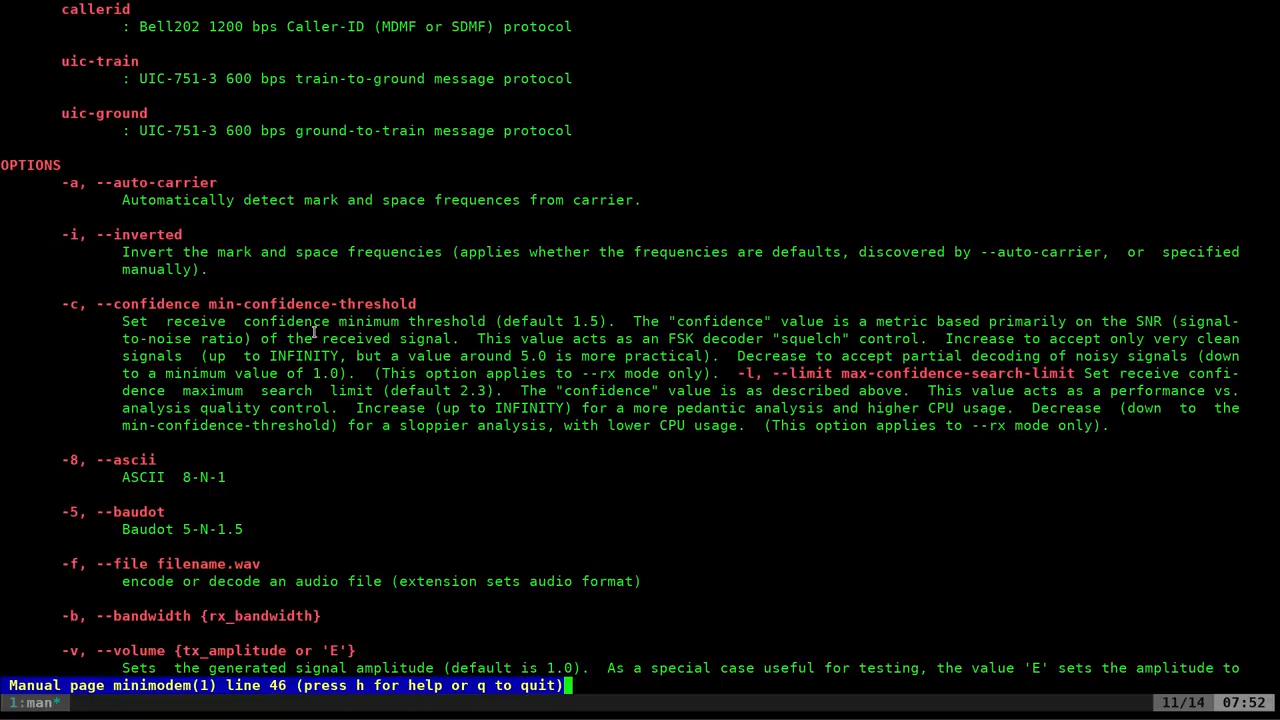 callerid
: Bell202 1200 bps Caller-ID (MDMF or SDMF) protocol
uic-train
: UIC-751-3 600 bps train-to-ground message protocol
uic-ground
: UIC-751-3 600 bps ground-to-train message protocol
OPTIONS
-a, --auto-carrier
Automatically detect mark and space frequencies from carrier.
-i, --inverted
Invert the mark and space frequencies (applies whether the frequencies are defaults, discovered by --auto-carrier,  or  specified
manually).
-c, --confidence min-confidence-threshold
Set  receive  confidence minimum threshold (default 1.5).  The "confidence" value is a metric based primarily on the SNR (signal-
to-noise ratio) of the received signal.  This value acts as an FSK decoder "squelch" control.  Increase to accept only very clean
signals  (up  to INFINITY, but a value around 5.0 is more practical).  Decrease to accept partial decoding of noisy signals (down
to a minimum value of 1.0).  (This option applies to --rx mode only).  -l, --limit max-confidence-search-limit Set receive confi-
dence  maximum  search  limit (default 2.3).  The "confidence" value is as described above.  This value acts as a performance vs.
analysis quality control.  Increase (up to INFINITY) for a more pedantic analysis and higher CPU usage.  Decrease  (down  to  the
min-confidence-threshold) for a sloppier analysis, with lower CPU usage.  (This option applies to --rx mode only).
-8, --ascii
ASCII  8-N-1
-5, --baudot
Baudot 5-N-1.5
-f, --file filename.wav
encode or decode an audio file (extension sets audio format)
-b, --bandwidth {rx_bandwidth}
-v, --volume {tx_amplitude or 'E'}
Sets  the generated signal amplitude (default is 1.0).  As a special case useful for testing, the value 'E' sets the amplitude to
Manual page minimodem(1) line 46 (press h for help or q to quit)
1:man* 11/14 07:52